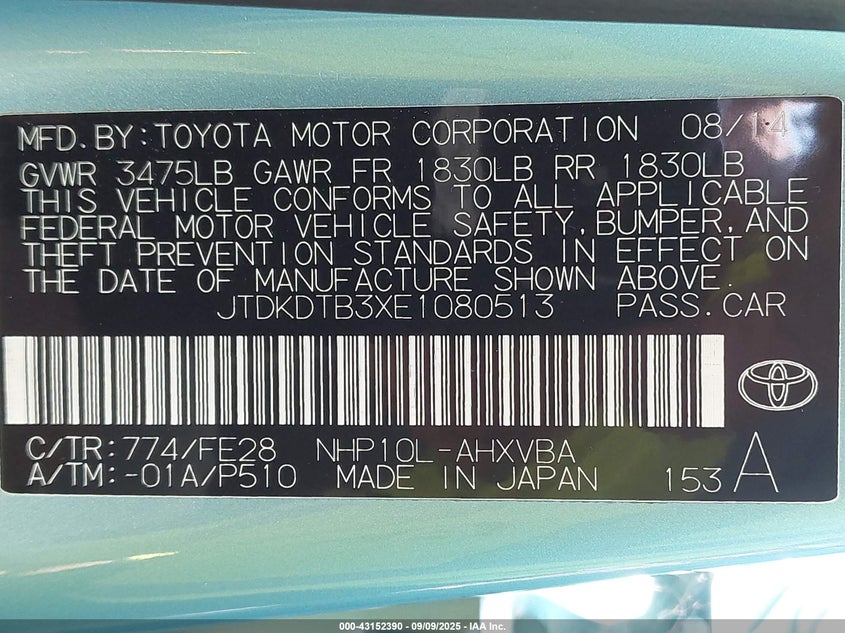 MFD.BY:TOYOTA MOTOR CORPORATION 08/14
GVWR 3475LB GAWR FR 1830LB RR 1830LB
THIS VEHICLE CONFORMS TO ALL APPLICABLE
FEDERAL MOTOR VEHICLE SAFETY,BUMPER,AND
THEFT PREVENTION STANDARDS IN EFFECT ON
THE DATE OF MANUFACTURE SHOWN ABOVE.
JTDKDTB3XE1080513 PASS.CAR
C/TR:774/FE28 NHP10L-AHXVBA
A/TM:-01A/P510 MADE IN JAPAN 153 A
000-43152390 - 09/09/2025 - IAA Inc.